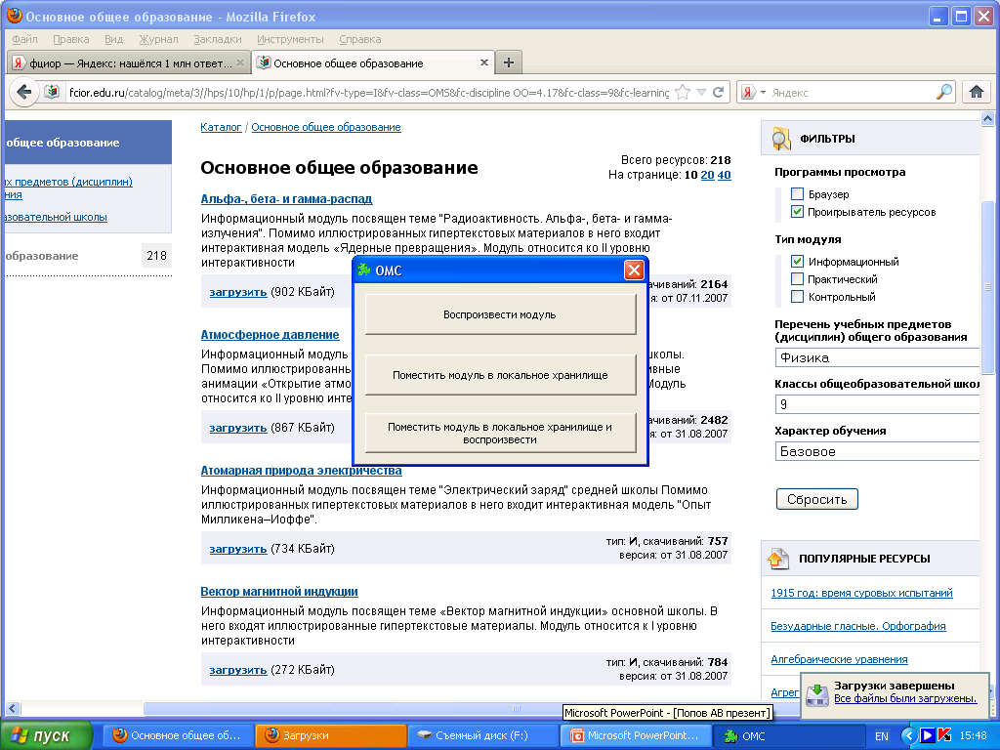 Основное общее образование - Mozilla Firefox
Файл Правка Вид Журнал Закладки Инструменты Справка
фциор — Яндекс: нашёлся 1 млн ответ...
Основное общее образование
fcior.edu.ru/catalog/meta/3//hps/10/hp/1/p/page.html?fv-type=I&fv-class=OMS&fc-discipline OO=4.17&fc-class=9&fc-learning
Яндекс
общее образование
х предметов (дисциплин)
ния
зовательной школы
образование 218
Каталог / Основное общее образование
Основное общее образование
Всего ресурсов: 218
На странице: 10 20 40
Альфа-, бета- и гамма-распад
Информационный модуль посвящен теме "Радиоактивность. Альфа-, бета- и гамма-
излучения". Помимо иллюстрированных гипертекстовых материалов в него входит
интерактивная модель «Ядерные превращения». Модуль относится ко II уровню
интерактивности
загрузить (902 КБайт)
ачиваний: 2164
я: от 07.11.2007
Атмосферное давление
Информационный модуль
школы.
Помимо иллюстрированных
ивные
анимации «Открытие атмо
Модуль
относится ко II уровню инте
загрузить (867 КБайт)
ачиваний: 2482
я: от 31.08.2007
Атомарная природа электричества
Информационный модуль посвящен теме "Электрический заряд" средней школы Помимо
иллюстрированных гипертекстовых материалов в него входит интерактивная модель "Опыт
Милликена—Иоффе".
загрузить (734 КБайт)
тип: И, скачиваний: 757
версия: от 31.08.2007
Вектор магнитной индукции
Информационный модуль посвящен теме «Вектор магнитной индукции» основной школы. В
него входят иллюстрированные гипертекстовые материалы. Модуль относится к I уровню
интерактивности
загрузить (272 КБайт)
тип: И, скачиваний: 784
версия: от 31.08.2007
ОМС
Воспроизвести модуль
Поместить модуль в локальное хранилище
Поместить модуль в локальное хранилище и
воспроизвести
ФИЛЬТРЫ
Программы просмотра
Браузер
Проигрыватель ресурсов
Тип модуля
Информационный
Практический
Контрольный
Перечень учебных предметов
(дисциплин) общего образования
Физика
Классы общеобразовательной школ
9
Характер обучения
Базовое
Сбросить
ПОПУЛЯРНЫЕ РЕСУРСЫ
1915 год: время суровых испытаний
Безударные гласные. Орфография
Алгебраические уравнения
Агрег
Загрузки завершены
Все файлы были загружены.
Microsoft PowerPoint - [Попов АВ презент]
пуск
Основное общее об...
Загрузки
Съемный диск (F:)
Microsoft PowerPoint...
ОМС
EN
15:48